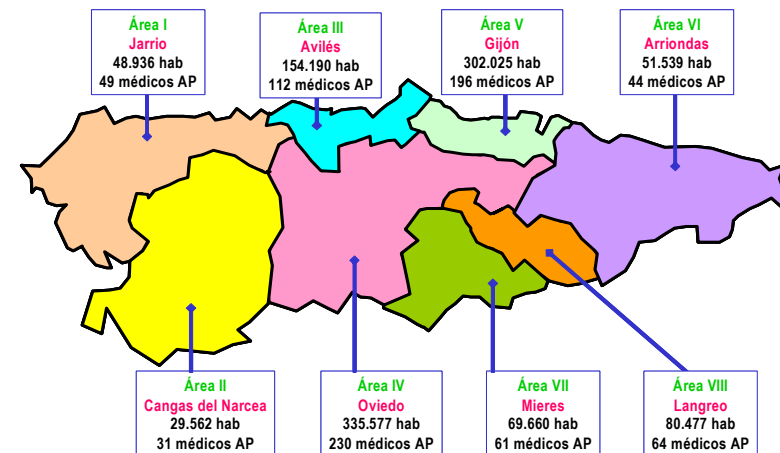 Área I
Jarrio
48.936 hab
49 médicos AP
Área III
Avilés
154.190 hab
112 médicos AP
Área V
Gijón
302.025 hab
196 médicos AP
Área VI
Arriondas
51.539 hab
44 médicos AP
Área II
Cangas del Narcea
29.562 hab
31 médicos AP
Área IV
Oviedo
335.577 hab
230 médicos AP
Área VII
Mieres
69.660 hab
61 médicos AP
Área VIII
Langreo
80.477 hab
64 médicos AP